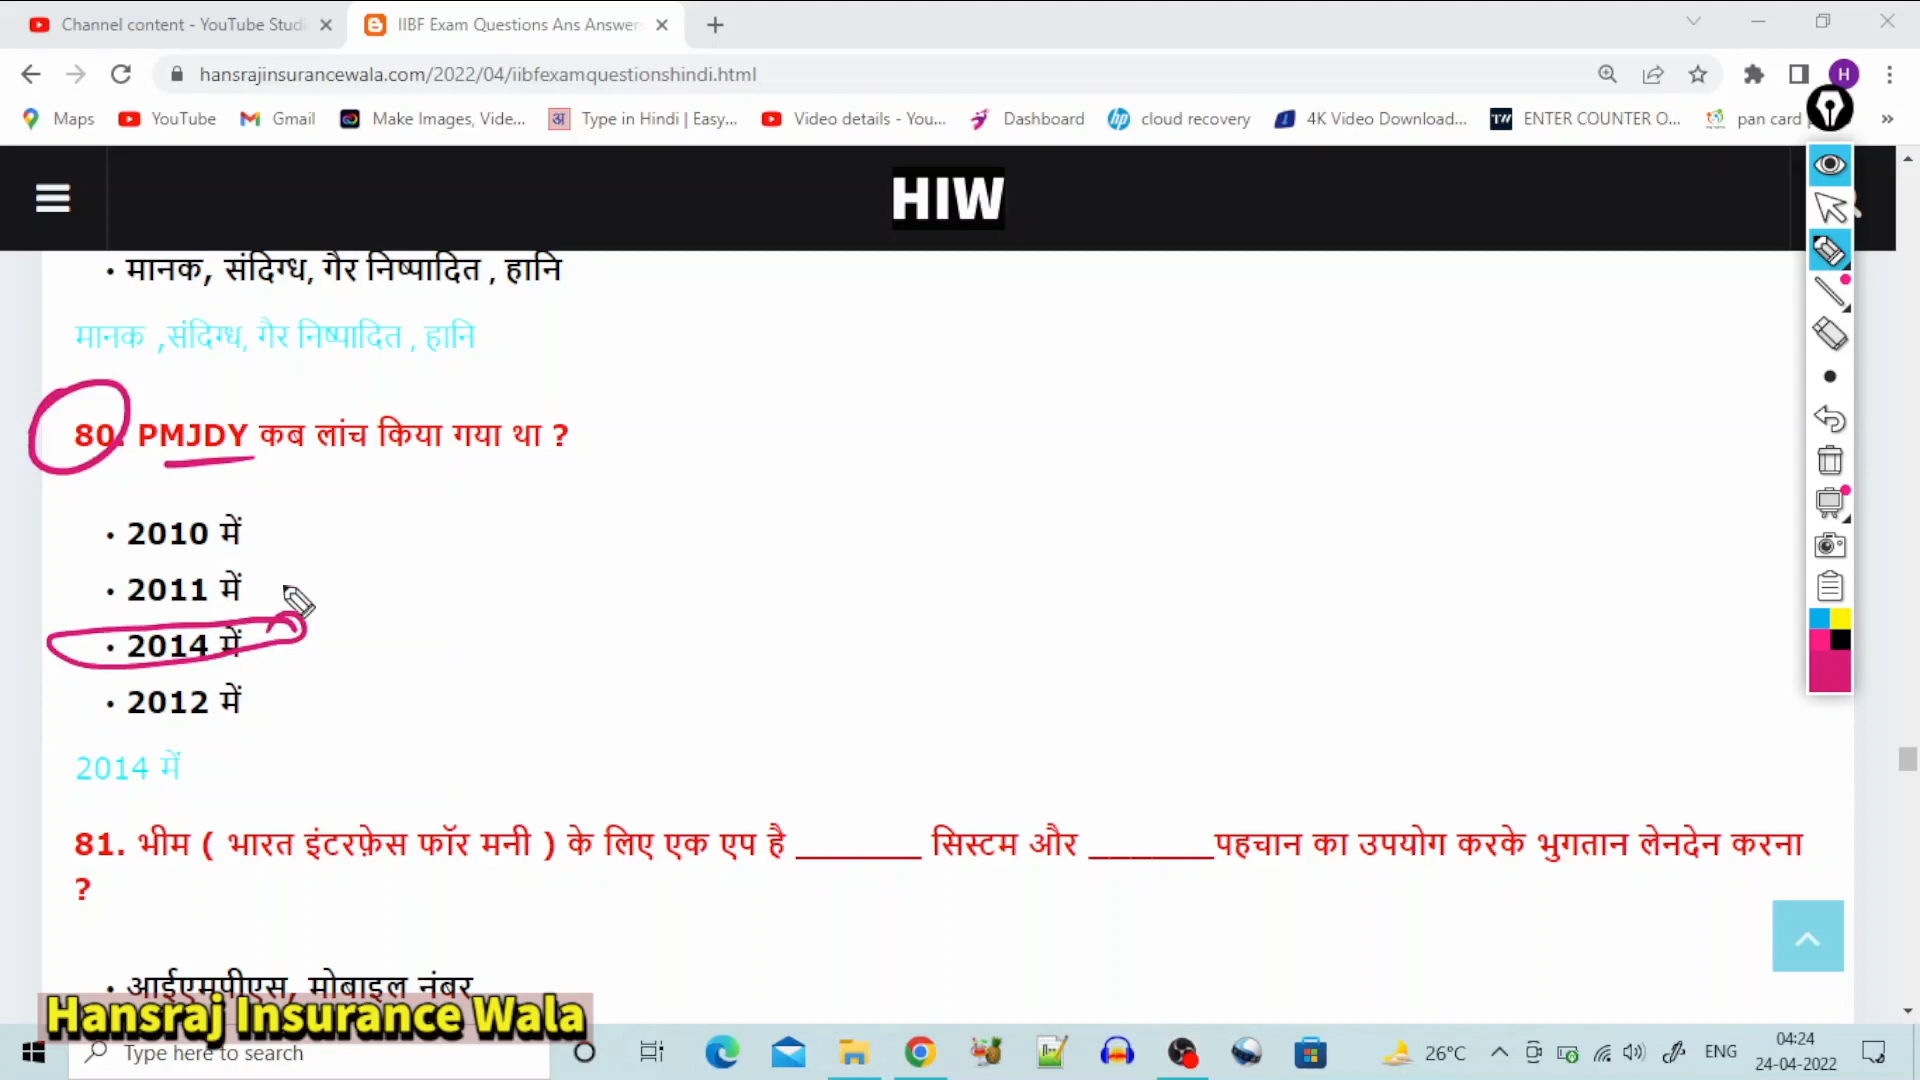 Channel content - YouTube Studi
IIBF Exam Questions Ans Answers
hansrajinsurancewala.com/2022/04/iibfexamquestionshindi.html
H
Maps YouTube Gmail Make Images, Vide... Type in Hindi | Easy... Video details - You... Dashboard cloud recovery 4K Video Download... ENTER COUNTER O... pan card
HIW
• मानक, संदिग्ध, गैर निष्पादित , हानि
मानक ,संदिग्ध, गैर निष्पादित , हानि
80. PMJDY कब लांच किया गया था ?
• 2010 में
• 2011 में
• 2014 में
• 2012 में
2014 में
81. भीम ( भारत इंटरफ़ेस फॉर मनी ) के लिए एक एप है _______ सिस्टम और _______पहचान का उपयोग करके भुगतान लेनदेन करना
?
• आईएमपीएस, मोबाइल नंबर
Hansraj Insurance Wala
Type here to search
26°C
ENG
04:24
24-04-2022